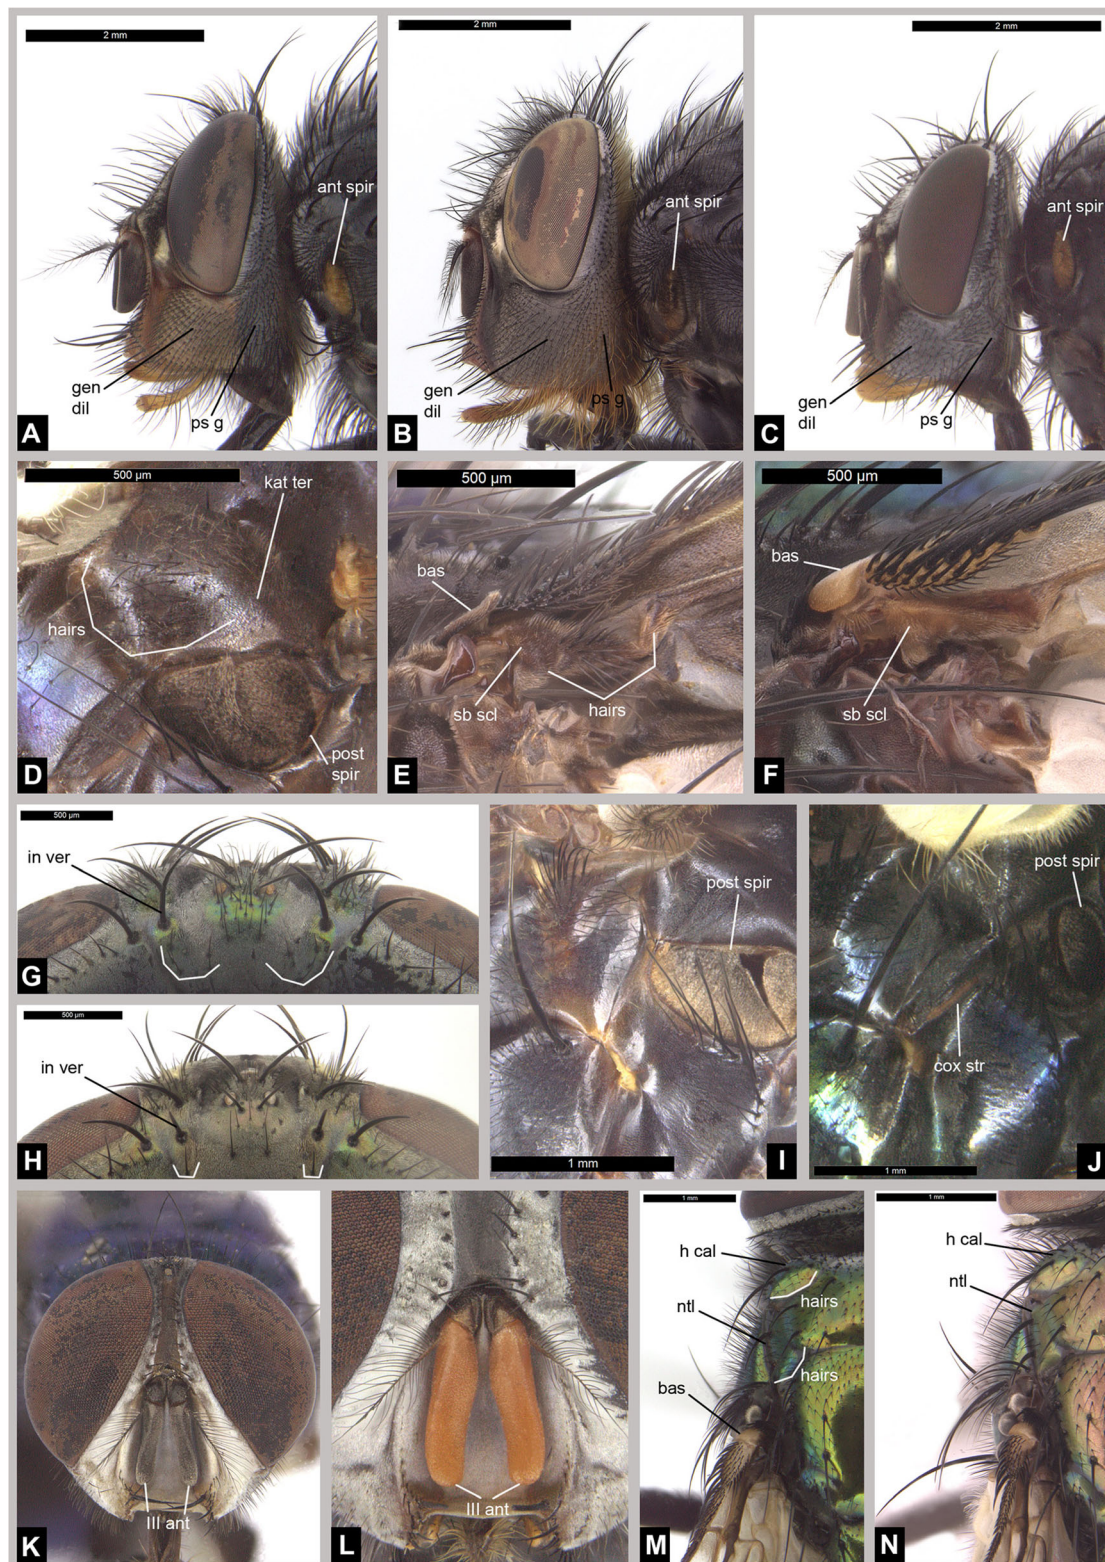 2 mm
ant spir
gen
dil
ps g
A
2 mm
ant spir
gen
dil
ps g
B
2 mm
ant spir
gen
dil
ps g
C
500 µm
kat ter
hairs
post
spir
D
500 µm
bas
sb scl
hairs
E
500 µm
bas
sb scl
F
500 µm
in ver
G
500 µm
in ver
H
post spir
1 mm
I
post spir
cox str
1 mm
J
III ant
K
III ant
L
1 mm
h cal
hairs
ntl
hairs
bas
M
1 mm
h cal
ntl
N